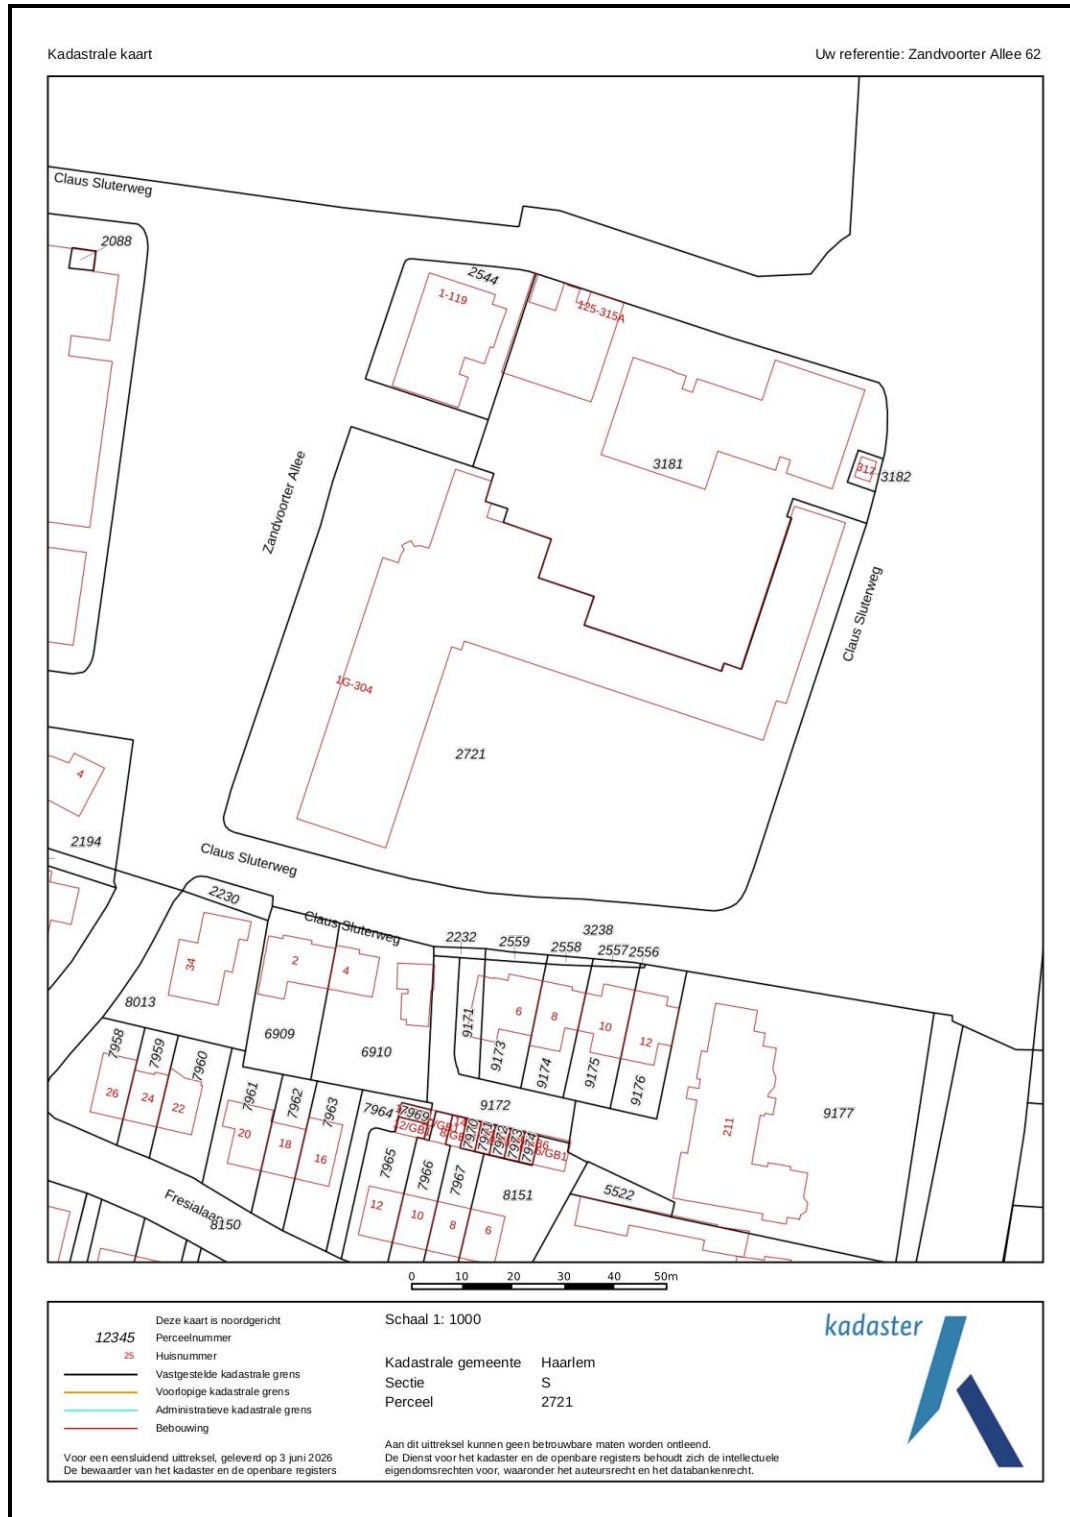 Kadastrale kaart
Uw referentie: Zandvoorter Allee 62
Claus Sluterweg
2088
2544
1-119
125-315A
3181
317
3182
Zandvoorter Allee
Claus Sluterweg
1G-304
2721
4
2194
Claus Sluterweg
2230
Claus Sluterweg
3238
2232
2559
2558
2557
2556
34
2
4
6
8
10
12
8013
6909
6910
9171
9173
9174
9175
9176
9172
9177
211
7958
7959
7960
7961
7962
7963
7964
7969
7970
7971
7972
7973
7974
26
24
22
20
18
16
7965
7966
7967
8151
5522
12
10
8
6
Fresialaan
8150
0 10 20 30 40 50m
Deze kaart is noordgericht
12345 Perceelnummer
25 Huisnummer
Vastgestelde kadastrale grens
Voorlopige kadastrale grens
Administratieve kadastrale grens
Bebouwing
Voor een eensluidend uittreksel, geleverd op 3 juni 2026
De bewaarder van het kadaster en de openbare registers
Schaal 1: 1000
Kadastrale gemeente Haarlem
Sectie S
Perceel 2721
Aan dit uittreksel kunnen geen betrouwbare maten worden ontleend.
De Dienst voor het kadaster en de openbare registers behoudt zich de intellectuele
eigendomsrechten voor, waaronder het auteursrecht en het databankenrecht.
kadaster